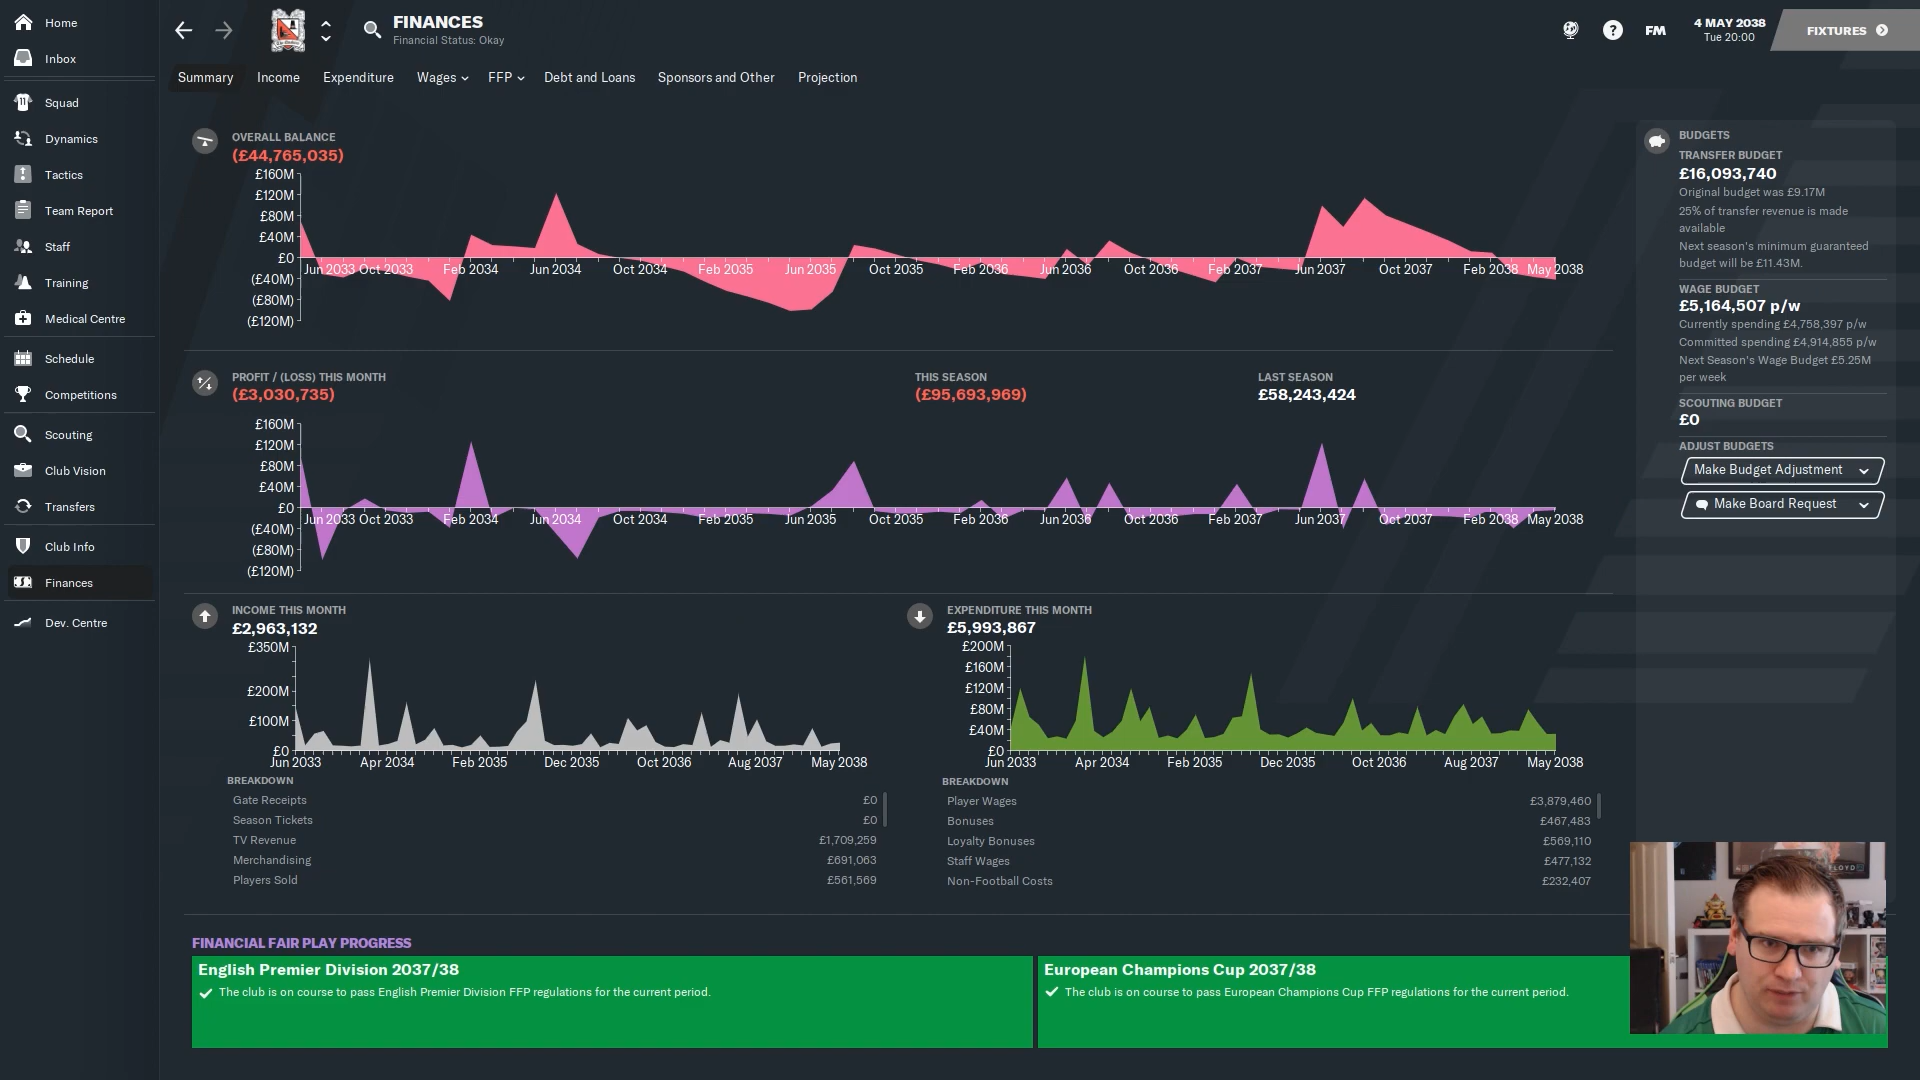 Home
Inbox
Squad
Dynamics
Tactics
Team Report
Staff
Training
Medical Centre
Schedule
Competitions
Scouting
Club Vision
Transfers
Club Info
Finances
Dev. Centre
FINANCES
Financial Status: Okay
FM
4 MAY 2038
Tue 20:00
FIXTURES
Summary Income Expenditure Wages FFP Debt and Loans Sponsors and Other Projection
OVERALL BALANCE
(£44,765,035)
£160M
£120M
£80M
£40M
£0
(£40M)
(£80M)
(£120M)
Jun 2033 Oct 2033 Feb 2034 Jun 2034 Oct 2034 Feb 2035 Jun 2035 Oct 2035 Feb 2036 Jun 2036 Oct 2036 Feb 2037 Jun 2037 Oct 2037 Feb 2038 May 2038
PROFIT / (LOSS) THIS MONTH
(£3,030,735)
THIS SEASON
(£95,693,969)
LAST SEASON
£58,243,424
£160M
£120M
£80M
£40M
£0
(£40M)
(£80M)
(£120M)
Jun 2033 Oct 2033 Feb 2034 Jun 2034 Oct 2034 Feb 2035 Jun 2035 Oct 2035 Feb 2036 Jun 2036 Oct 2036 Feb 2037 Jun 2037 Oct 2037 Feb 2038 May 2038
INCOME THIS MONTH
£2,963,132
£350M
£200M
£100M
£0
Jun 2033 Apr 2034 Feb 2035 Dec 2035 Oct 2036 Aug 2037 May 2038
BREAKDOWN
Gate Receipts £0
Season Tickets £0
TV Revenue £1,709,259
Merchandising £691,063
Players Sold £561,569
EXPENDITURE THIS MONTH
£5,993,867
£200M
£160M
£120M
£80M
£40M
£0
Jun 2033 Apr 2034 Feb 2035 Dec 2035 Oct 2036 Aug 2037 May 2038
BREAKDOWN
Player Wages £3,879,460
Bonuses £467,483
Loyalty Bonuses £569,110
Staff Wages £477,132
Non-Football Costs £232,407
BUDGETS
TRANSFER BUDGET
£16,093,740
Original budget was £9.17M
25% of transfer revenue is made
available
Next season's minimum guaranteed
budget will be £11.43M.
WAGE BUDGET
£5,164,507 p/w
Currently spending £4,758,397 p/w
Committed spending £4,914,855 p/w
Next Season's Wage Budget £5.25M
per week
SCOUTING BUDGET
£0
ADJUST BUDGETS
Make Budget Adjustment
Make Board Request
FINANCIAL FAIR PLAY PROGRESS
English Premier Division 2037/38
The club is on course to pass English Premier Division FFP regulations for the current period.
European Champions Cup 2037/38
The club is on course to pass European Champions Cup FFP regulations for the current period.